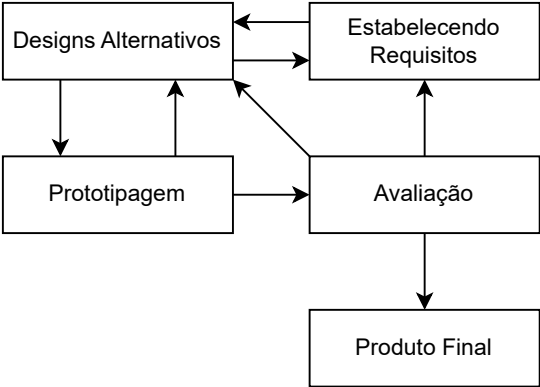 Designs Alternativos
Estabelecendo
Requisitos
Prototipagem
Avaliação
Produto Final